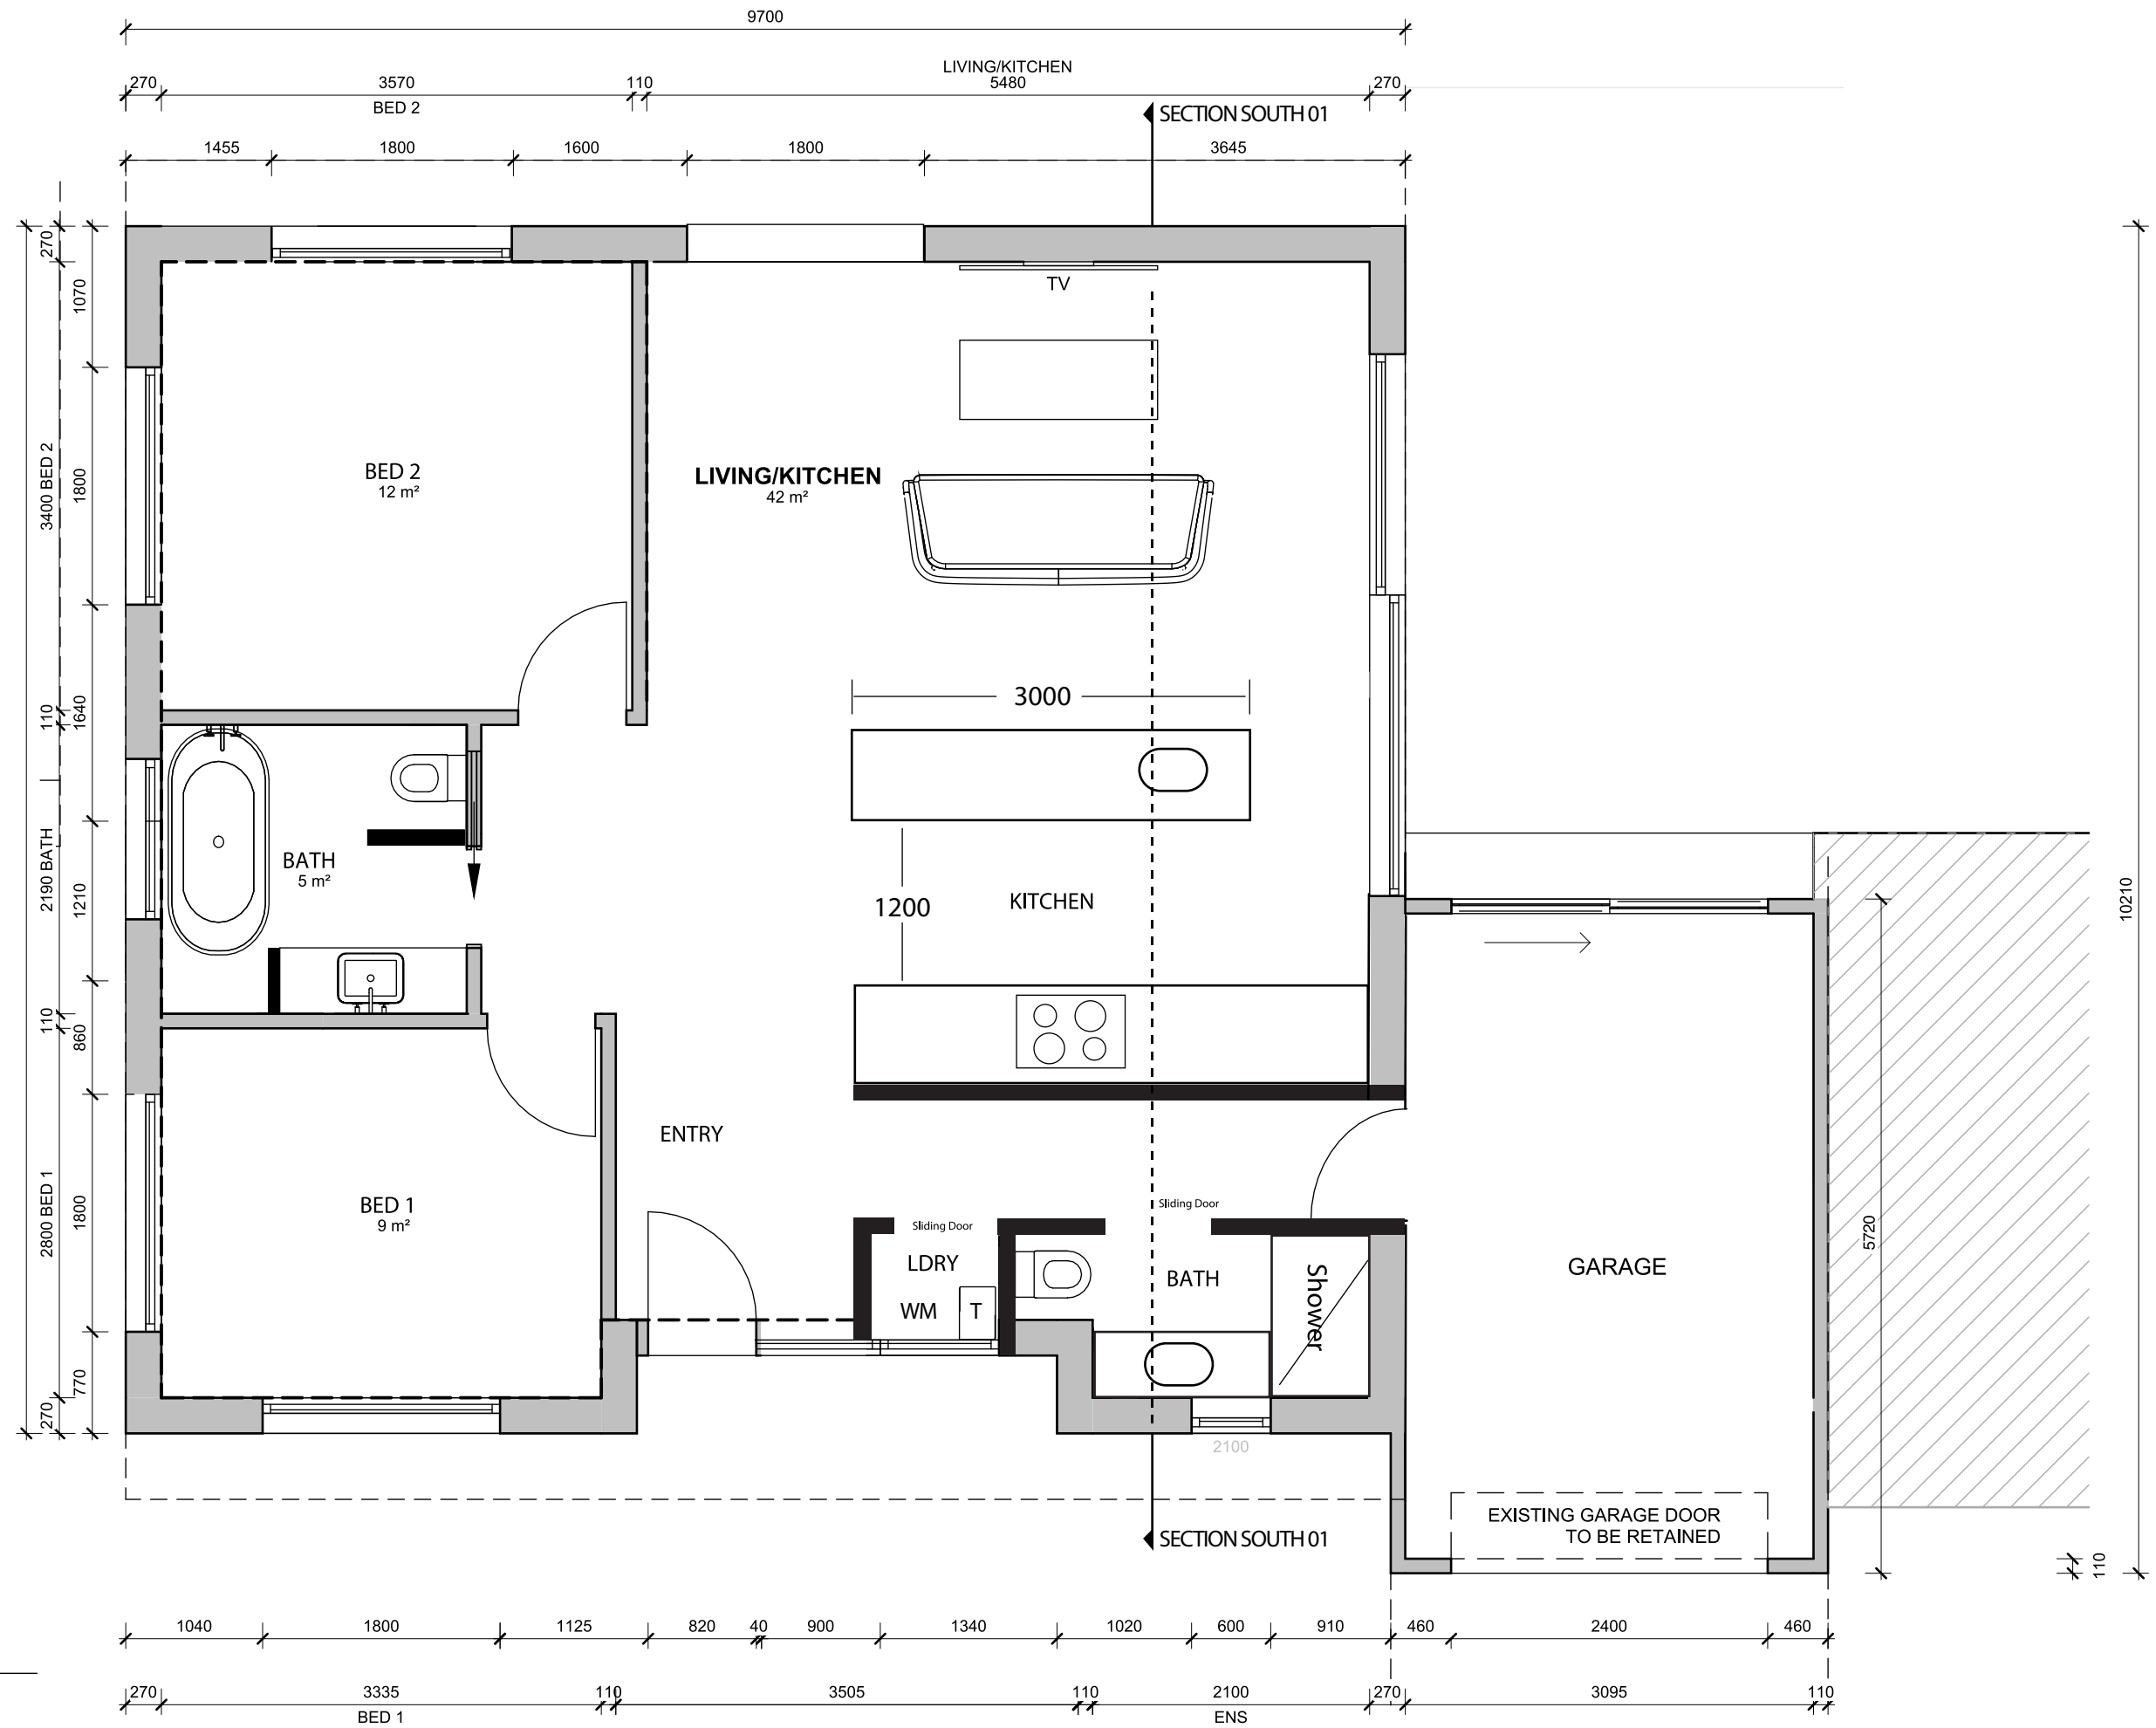 9700
LIVING/KITCHEN
270 3570 110 5480 270
BED 2
SECTION SOUTH 01
1455 1800 1600 1800 3645
270
1070
3400 BED 2
1800
110
1640
2190 BATH
1210
110
860
2800 BED 1
1800
770
270
TV
BED 2
12 m²
LIVING/KITCHEN
42 m²
3000
BATH
5 m²
1200
KITCHEN
10210
ENTRY
BED 1
9 m²
Sliding Door
Sliding Door
LDRY
WM T
BATH
Shower
GARAGE
5720
2100
EXISTING GARAGE DOOR
TO BE RETAINED
SECTION SOUTH 01
110
1040 1800 1125 820 40 900 1340 1020 600 910 460 2400 460
270 3335 110 3505 110 2100 270 3095 110
BED 1 ENS